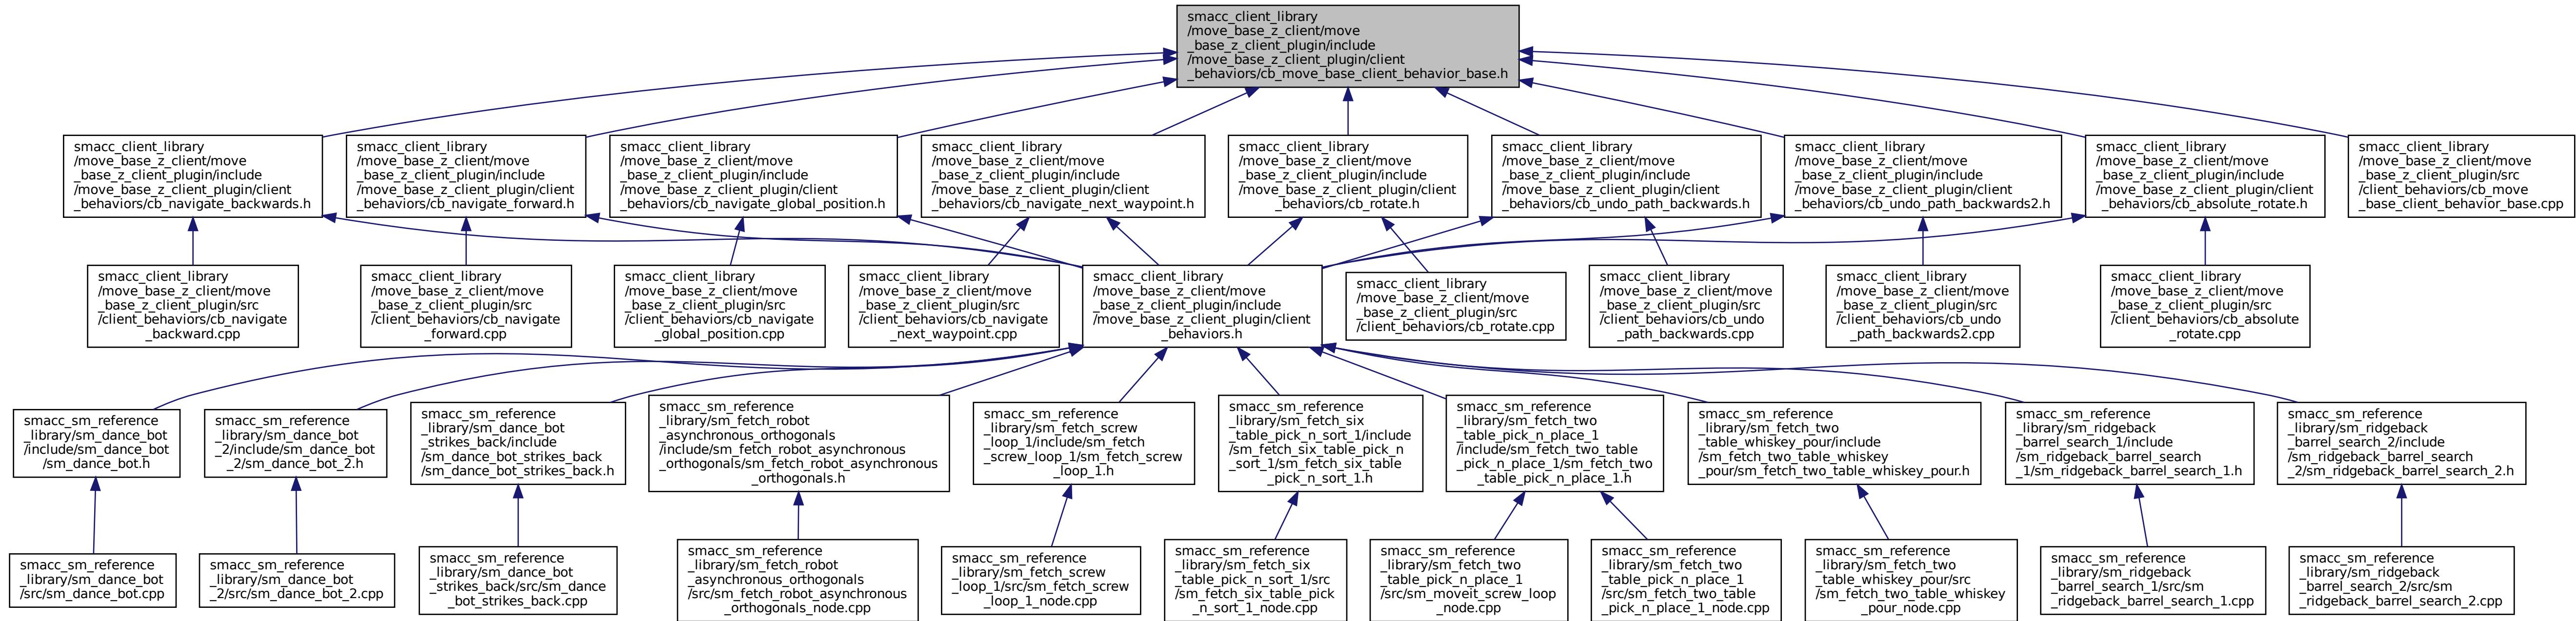 smacc_client_library
/move_base_z_client/move
_base_z_client_plugin/include
/move_base_z_client_plugin/client
_behaviors/cb_move_base_client_behavior_base.h
smacc_client_library
/move_base_z_client/move
_base_z_client_plugin/include
/move_base_z_client_plugin/client
_behaviors/cb_navigate_backwards.h
smacc_client_library
/move_base_z_client/move
_base_z_client_plugin/include
/move_base_z_client_plugin/client
_behaviors/cb_navigate_forward.h
smacc_client_library
/move_base_z_client/move
_base_z_client_plugin/include
/move_base_z_client_plugin/client
_behaviors/cb_navigate_global_position.h
smacc_client_library
/move_base_z_client/move
_base_z_client_plugin/include
/move_base_z_client_plugin/client
_behaviors/cb_navigate_next_waypoint.h
smacc_client_library
/move_base_z_client/move
_base_z_client_plugin/include
/move_base_z_client_plugin/client
_behaviors/cb_rotate.h
smacc_client_library
/move_base_z_client/move
_base_z_client_plugin/include
/move_base_z_client_plugin/client
_behaviors/cb_undo_path_backwards.h
smacc_client_library
/move_base_z_client/move
_base_z_client_plugin/include
/move_base_z_client_plugin/client
_behaviors/cb_undo_path_backwards2.h
smacc_client_library
/move_base_z_client/move
_base_z_client_plugin/include
/move_base_z_client_plugin/client
_behaviors/cb_absolute_rotate.h
smacc_client_library
/move_base_z_client/move
_base_z_client_plugin/src
/client_behaviors/cb_move
_base_client_behavior_base.cpp
smacc_client_library
/move_base_z_client/move
_base_z_client_plugin/src
/client_behaviors/cb_navigate
_backward.cpp
smacc_client_library
/move_base_z_client/move
_base_z_client_plugin/src
/client_behaviors/cb_navigate
_forward.cpp
smacc_client_library
/move_base_z_client/move
_base_z_client_plugin/src
/client_behaviors/cb_navigate
_global_position.cpp
smacc_client_library
/move_base_z_client/move
_base_z_client_plugin/src
/client_behaviors/cb_navigate
_next_waypoint.cpp
smacc_client_library
/move_base_z_client/move
_base_z_client_plugin/include
/move_base_z_client_plugin/client
_behaviors.h
smacc_client_library
/move_base_z_client/move
_base_z_client_plugin/src
/client_behaviors/cb_rotate.cpp
smacc_client_library
/move_base_z_client/move
_base_z_client_plugin/src
/client_behaviors/cb_undo
_path_backwards.cpp
smacc_client_library
/move_base_z_client/move
_base_z_client_plugin/src
/client_behaviors/cb_undo
_path_backwards2.cpp
smacc_client_library
/move_base_z_client/move
_base_z_client_plugin/src
/client_behaviors/cb_absolute
_rotate.cpp
smacc_sm_reference
_library/sm_dance_bot
/include/sm_dance_bot
/sm_dance_bot.h
smacc_sm_reference
_library/sm_dance_bot
_2/include/sm_dance_bot
_2/sm_dance_bot_2.h
smacc_sm_reference
_library/sm_dance_bot
_strikes_back/include
/sm_dance_bot_strikes_back
/sm_dance_bot_strikes_back.h
smacc_sm_reference
_library/sm_fetch_robot
_asynchronous_orthogonals
/include/sm_fetch_robot_asynchronous
_orthogonals/sm_fetch_robot_asynchronous
_orthogonals.h
smacc_sm_reference
_library/sm_fetch_screw
_loop_1/include/sm_fetch
_screw_loop_1/sm_fetch_screw
_loop_1.h
smacc_sm_reference
_library/sm_fetch_six
_table_pick_n_sort_1/include
/sm_fetch_six_table_pick_n
_sort_1/sm_fetch_six_table
_pick_n_sort_1.h
smacc_sm_reference
_library/sm_fetch_two
_table_pick_n_place_1
/include/sm_fetch_two_table
_pick_n_place_1/sm_fetch_two
_table_pick_n_place_1.h
smacc_sm_reference
_library/sm_fetch_two
_table_whiskey_pour/include
/sm_fetch_two_table_whiskey
_pour/sm_fetch_two_table_whiskey_pour.h
smacc_sm_reference
_library/sm_ridgeback
_barrel_search_1/include
/sm_ridgeback_barrel_search
_1/sm_ridgeback_barrel_search_1.h
smacc_sm_reference
_library/sm_ridgeback
_barrel_search_2/include
/sm_ridgeback_barrel_search
_2/sm_ridgeback_barrel_search_2.h
smacc_sm_reference
_library/sm_dance_bot
/src/sm_dance_bot.cpp
smacc_sm_reference
_library/sm_dance_bot
_2/src/sm_dance_bot_2.cpp
smacc_sm_reference
_library/sm_dance_bot
_strikes_back/src/sm_dance
_bot_strikes_back.cpp
smacc_sm_reference
_library/sm_fetch_robot
_asynchronous_orthogonals
/src/sm_fetch_robot_asynchronous
_orthogonals_node.cpp
smacc_sm_reference
_library/sm_fetch_screw
_loop_1/src/sm_fetch_screw
_loop_1_node.cpp
smacc_sm_reference
_library/sm_fetch_six
_table_pick_n_sort_1/src
/sm_fetch_six_table_pick
_n_sort_1_node.cpp
smacc_sm_reference
_library/sm_fetch_two
_table_pick_n_place_1
/src/sm_moveit_screw_loop
_node.cpp
smacc_sm_reference
_library/sm_fetch_two
_table_pick_n_place_1
/src/sm_fetch_two_table
_pick_n_place_1_node.cpp
smacc_sm_reference
_library/sm_fetch_two
_table_whiskey_pour/src
/sm_fetch_two_table_whiskey
_pour_node.cpp
smacc_sm_reference
_library/sm_ridgeback
_barrel_search_1/src/sm
_ridgeback_barrel_search_1.cpp
smacc_sm_reference
_library/sm_ridgeback
_barrel_search_2/src/sm
_ridgeback_barrel_search_2.cpp